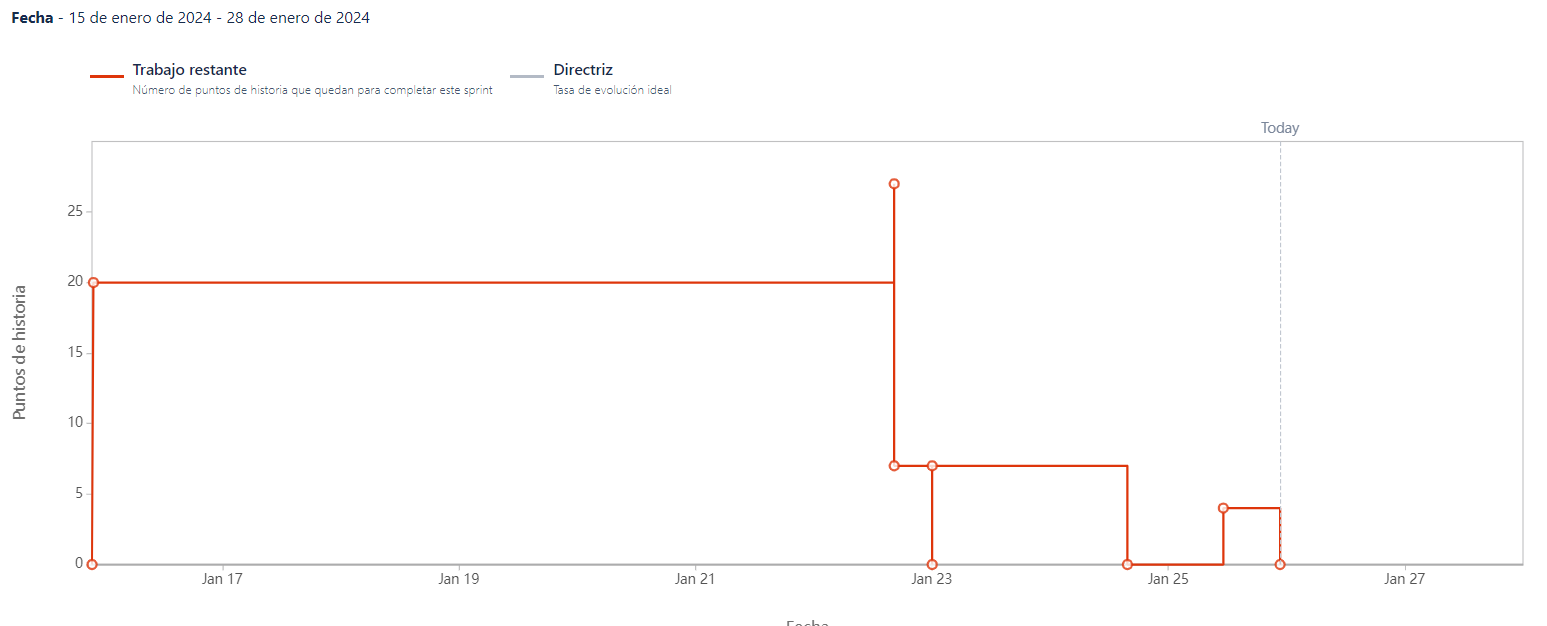 Fecha - 15 de enero de 2024 - 28 de enero de 2024
Trabajo restante
Número de puntos de historia que quedan para completar este sprint
Directriz
Tasa de evolución ideal
Today
Puntos de historia
25
20
15
10
5
0
Jan 17
Jan 19
Jan 21
Jan 23
Jan 25
Jan 27
Fecha